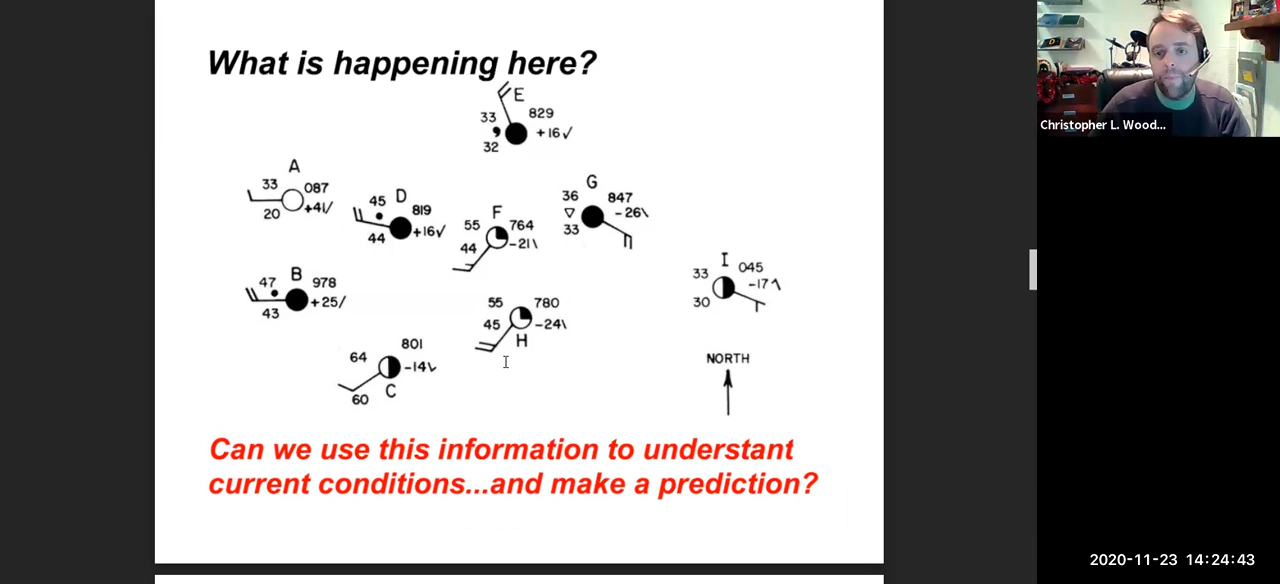 What is happening here?
E
33 829
+16
32
A
33 087
+41/
20
45 D
819
+16
44
F
55 764
-21\
44
G
36 847
-26\
33
B
47 978
+25/
43
55 780
45 -24\
H
I
33 045
-17
30
801
64
-14
C
60
NORTH
Can we use this information to understant
current conditions...and make a prediction?
Christopher L. Wood...
2020-11-23 14:24:43